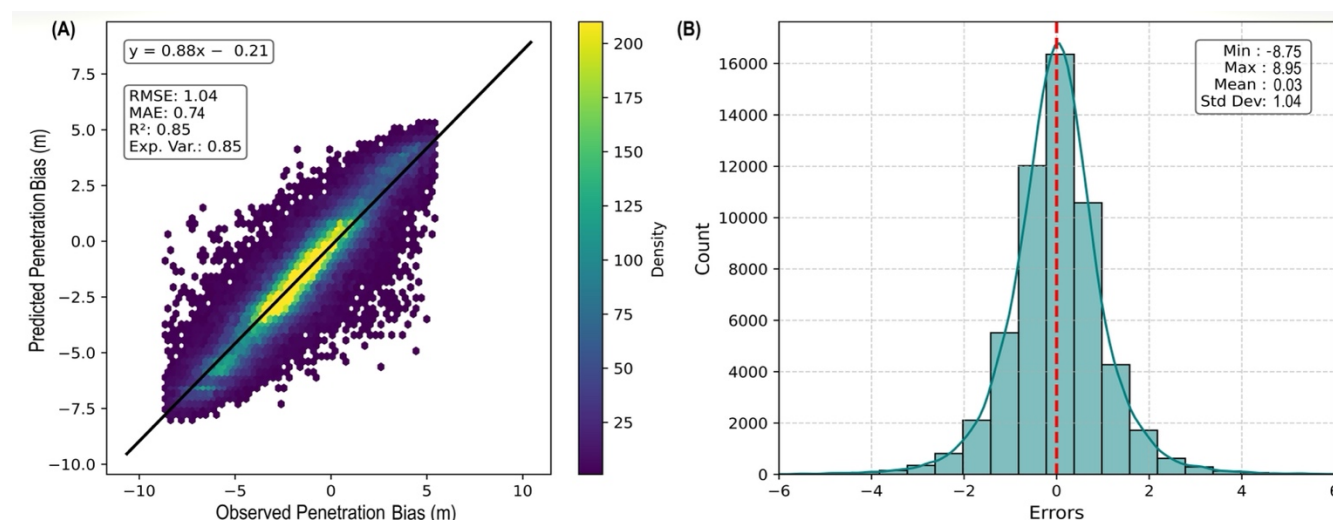 (A)
y = 0.88x −  0.21
RMSE: 1.04
MAE: 0.74
R²: 0.85
Exp. Var.: 0.85
7.5
5.0
2.5
0.0
−2.5
−5.0
−7.5
−10.0
Predicted Penetration Bias (m)
−10
−5
0
5
10
Observed Penetration Bias (m)
200
175
150
125
100
75
50
25
Density
(B)
Min : -8.75
Max : 8.95
Mean : 0.03
Std Dev: 1.04
16000
14000
12000
10000
8000
6000
4000
2000
0
Count
−6
−4
−2
0
2
4
6
Errors